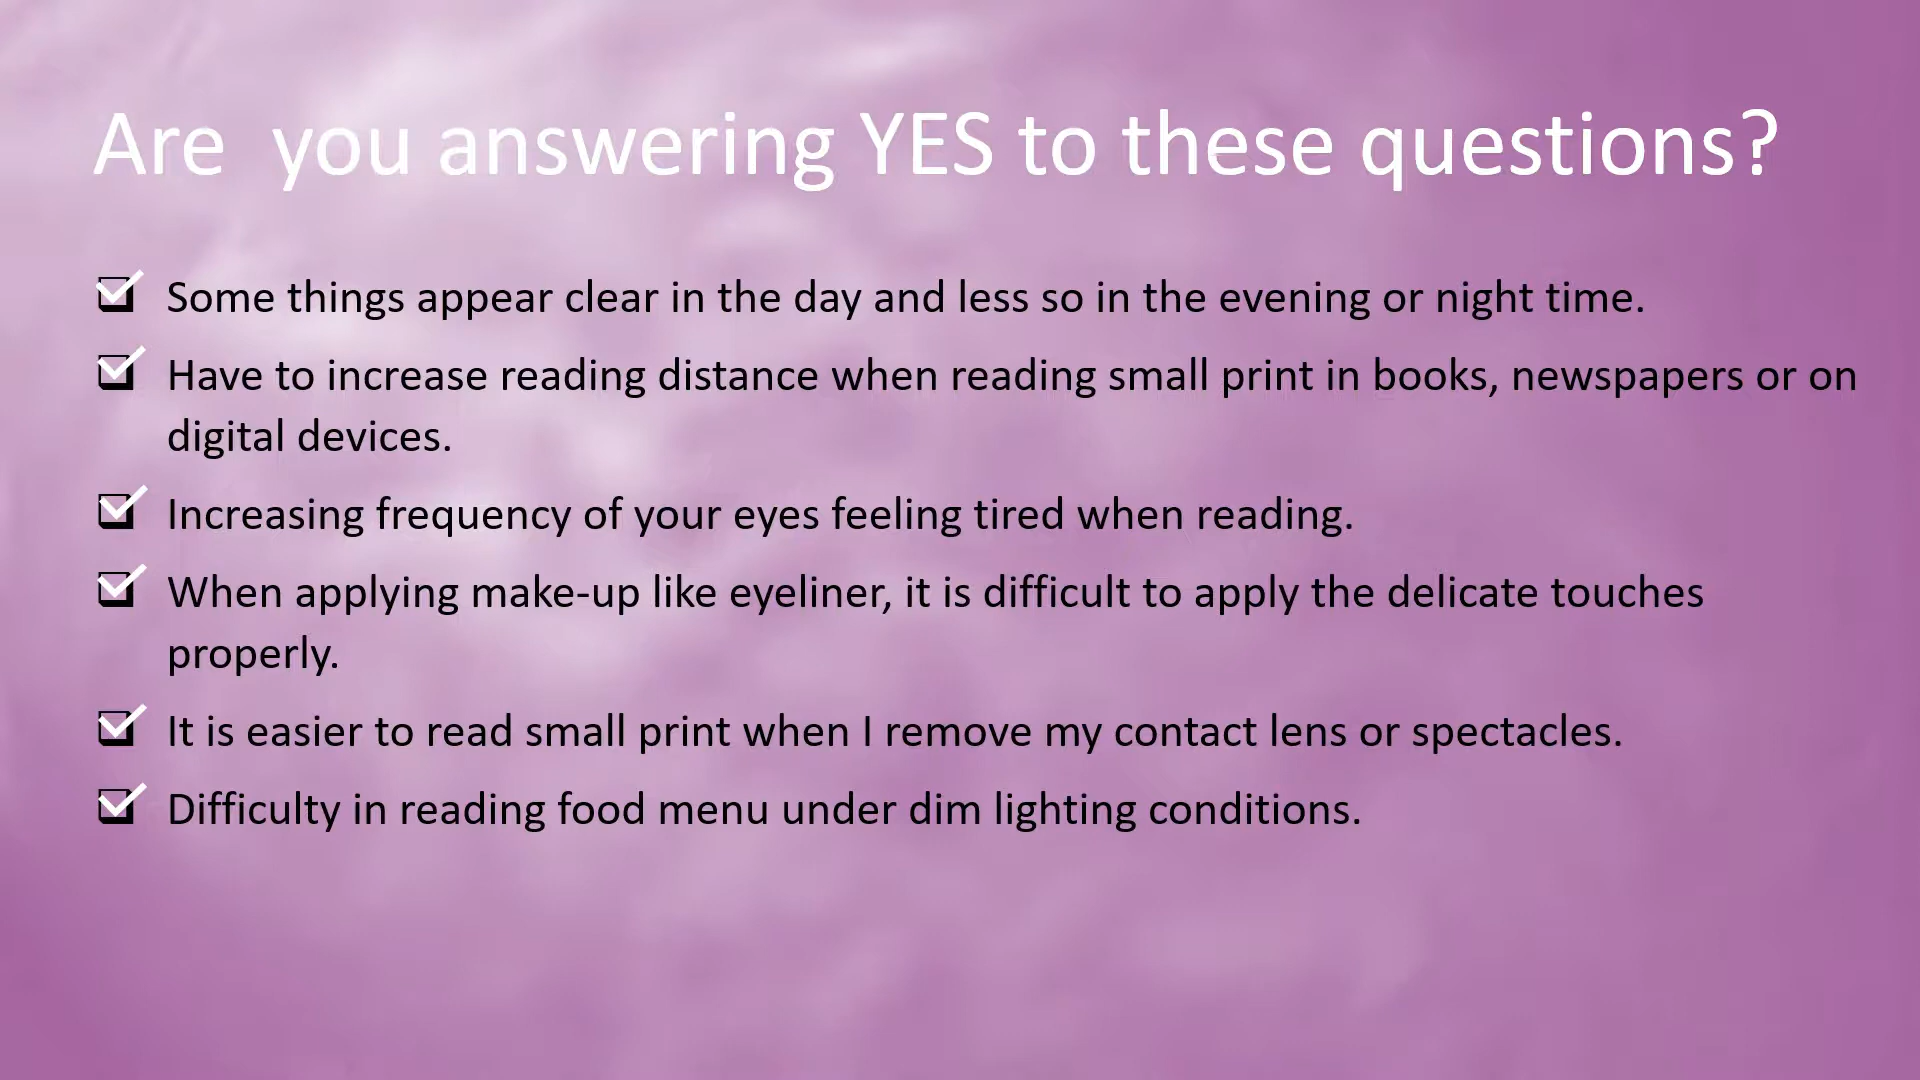 Are  you answering YES to these questions?
Some things appear clear in the day and less so in the evening or night time.
Have to increase reading distance when reading small print in books, newspapers or on
digital devices.
Increasing frequency of your eyes feeling tired when reading.
When applying make-up like eyeliner, it is difficult to apply the delicate touches
properly.
It is easier to read small print when I remove my contact lens or spectacles.
Difficulty in reading food menu under dim lighting conditions.